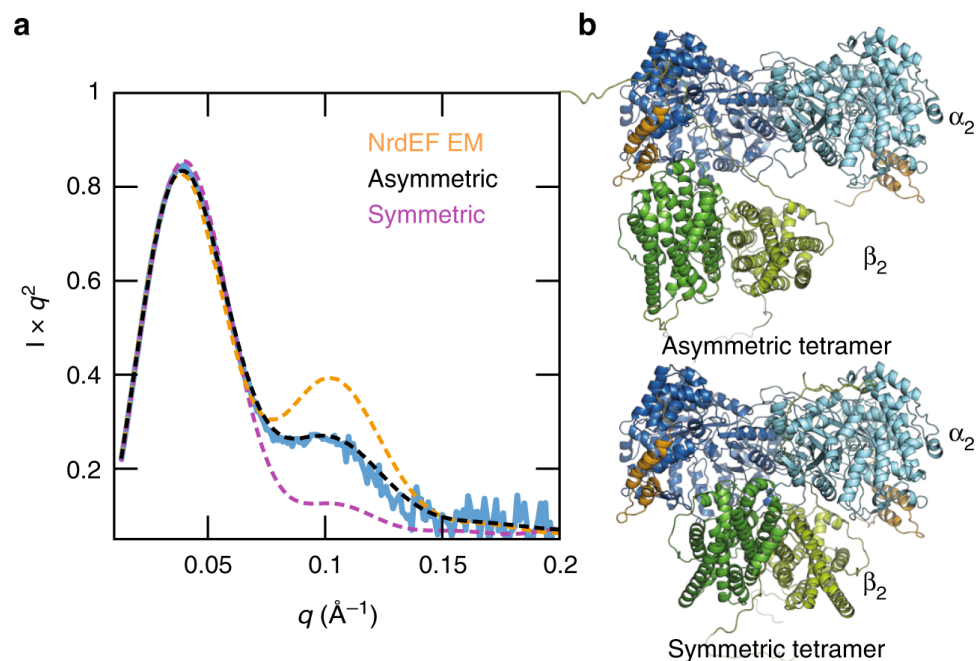 a
1
0.8
0.6
0.4
0.2
I × q²
NrdEF EM
Asymmetric
Symmetric
0.05
0.1
0.15
0.2
q (Å⁻¹)
b
α₂
β₂
Asymmetric tetramer
α₂
β₂
Symmetric tetramer